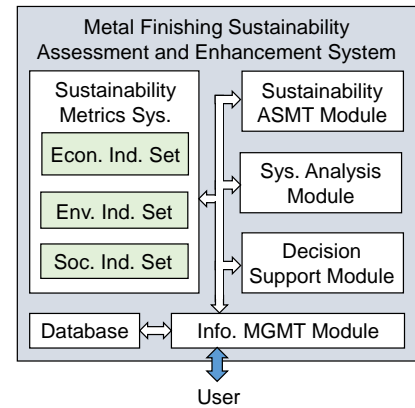 Metal Finishing Sustainability
Assessment and Enhancement System
Sustainability
Metrics Sys.
Econ. Ind. Set
Env. Ind. Set
Soc. Ind. Set
Sustainability
ASMT Module
Sys. Analysis
Module
Decision
Support Module
Database
Info. MGMT Module
User